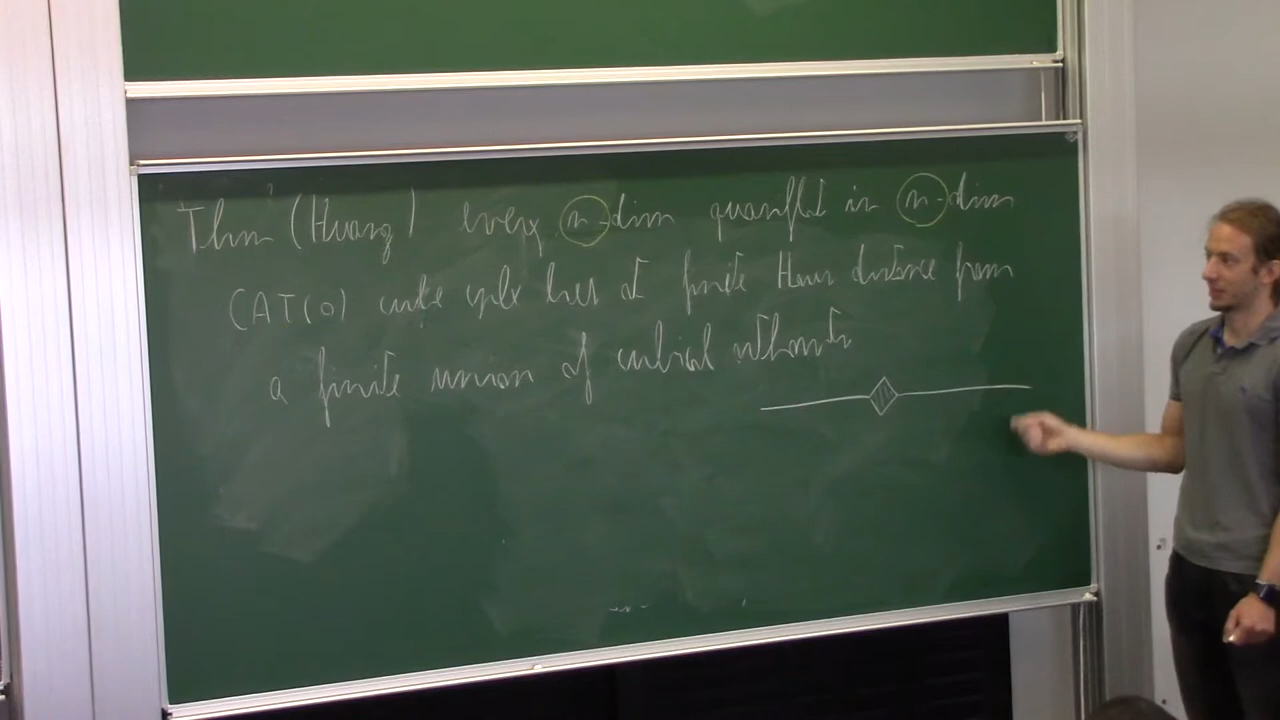 Thm (Huang) every n-dim quasiflat in n-dim
CAT(0) cube cplx lies at finite Haus distance from
a finite union of cubical orthants